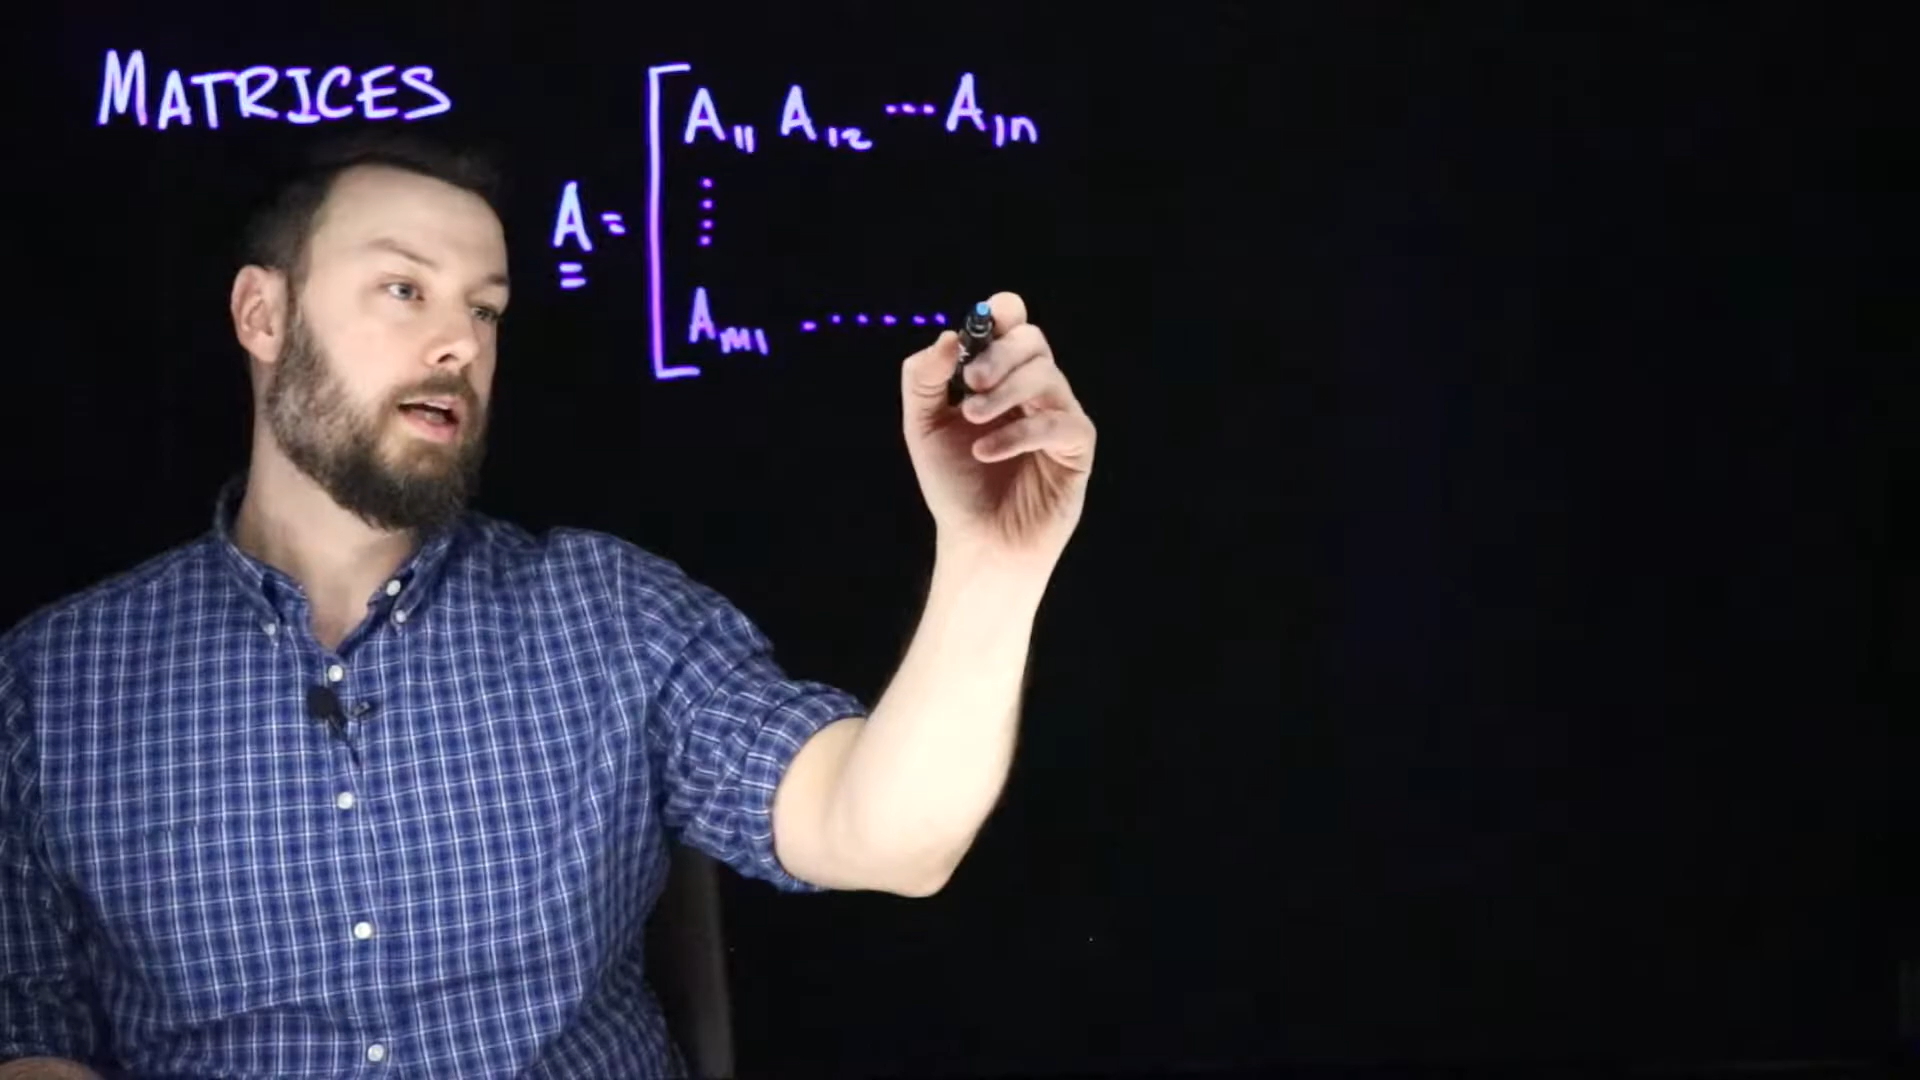 MATRICES
A11 A12 ... A1n
A =
Am1 .......